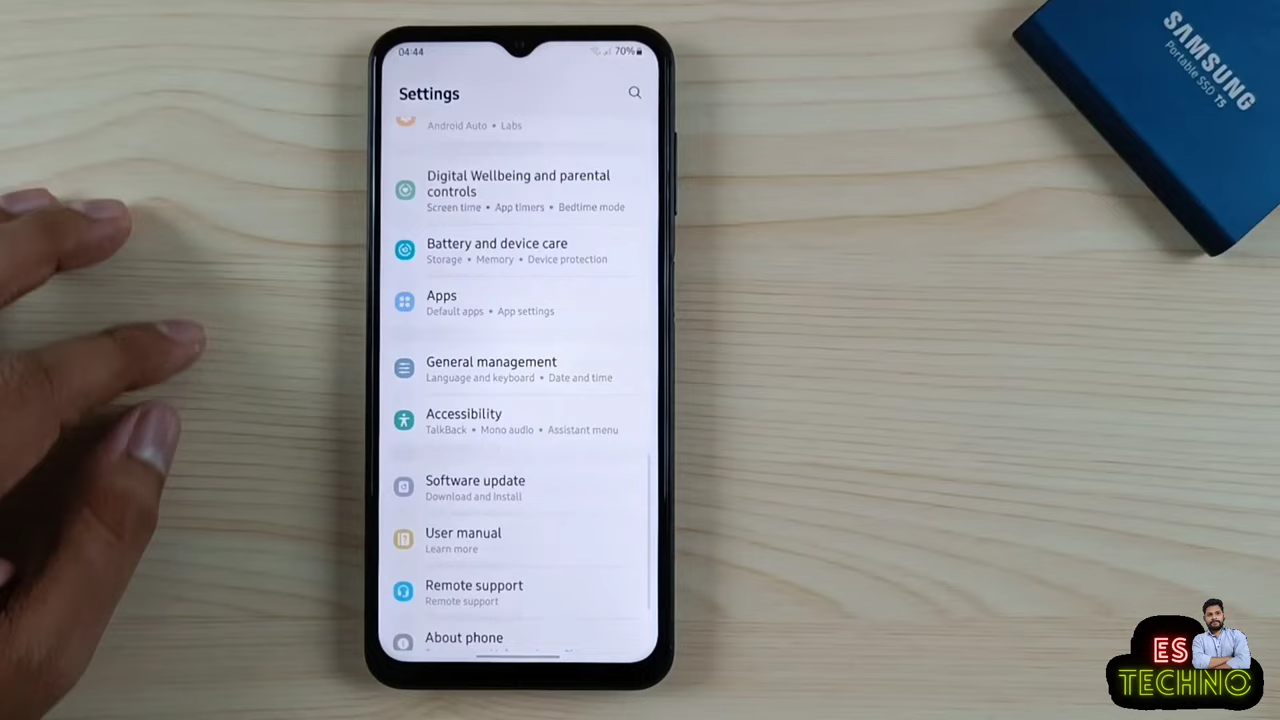 04:44
70%
Settings
Android Auto • Labs
Digital Wellbeing and parental
controls
Screen time • App timers • Bedtime mode
Battery and device care
Storage • Memory • Device protection
Apps
Default apps • App settings
General management
Language and keyboard • Date and time
Accessibility
TalkBack • Mono audio • Assistant menu
Software update
Download and install
User manual
Learn more
Remote support
Remote support
About phone
SAMSUNG
Portable SSD T5
ES
TECHNO